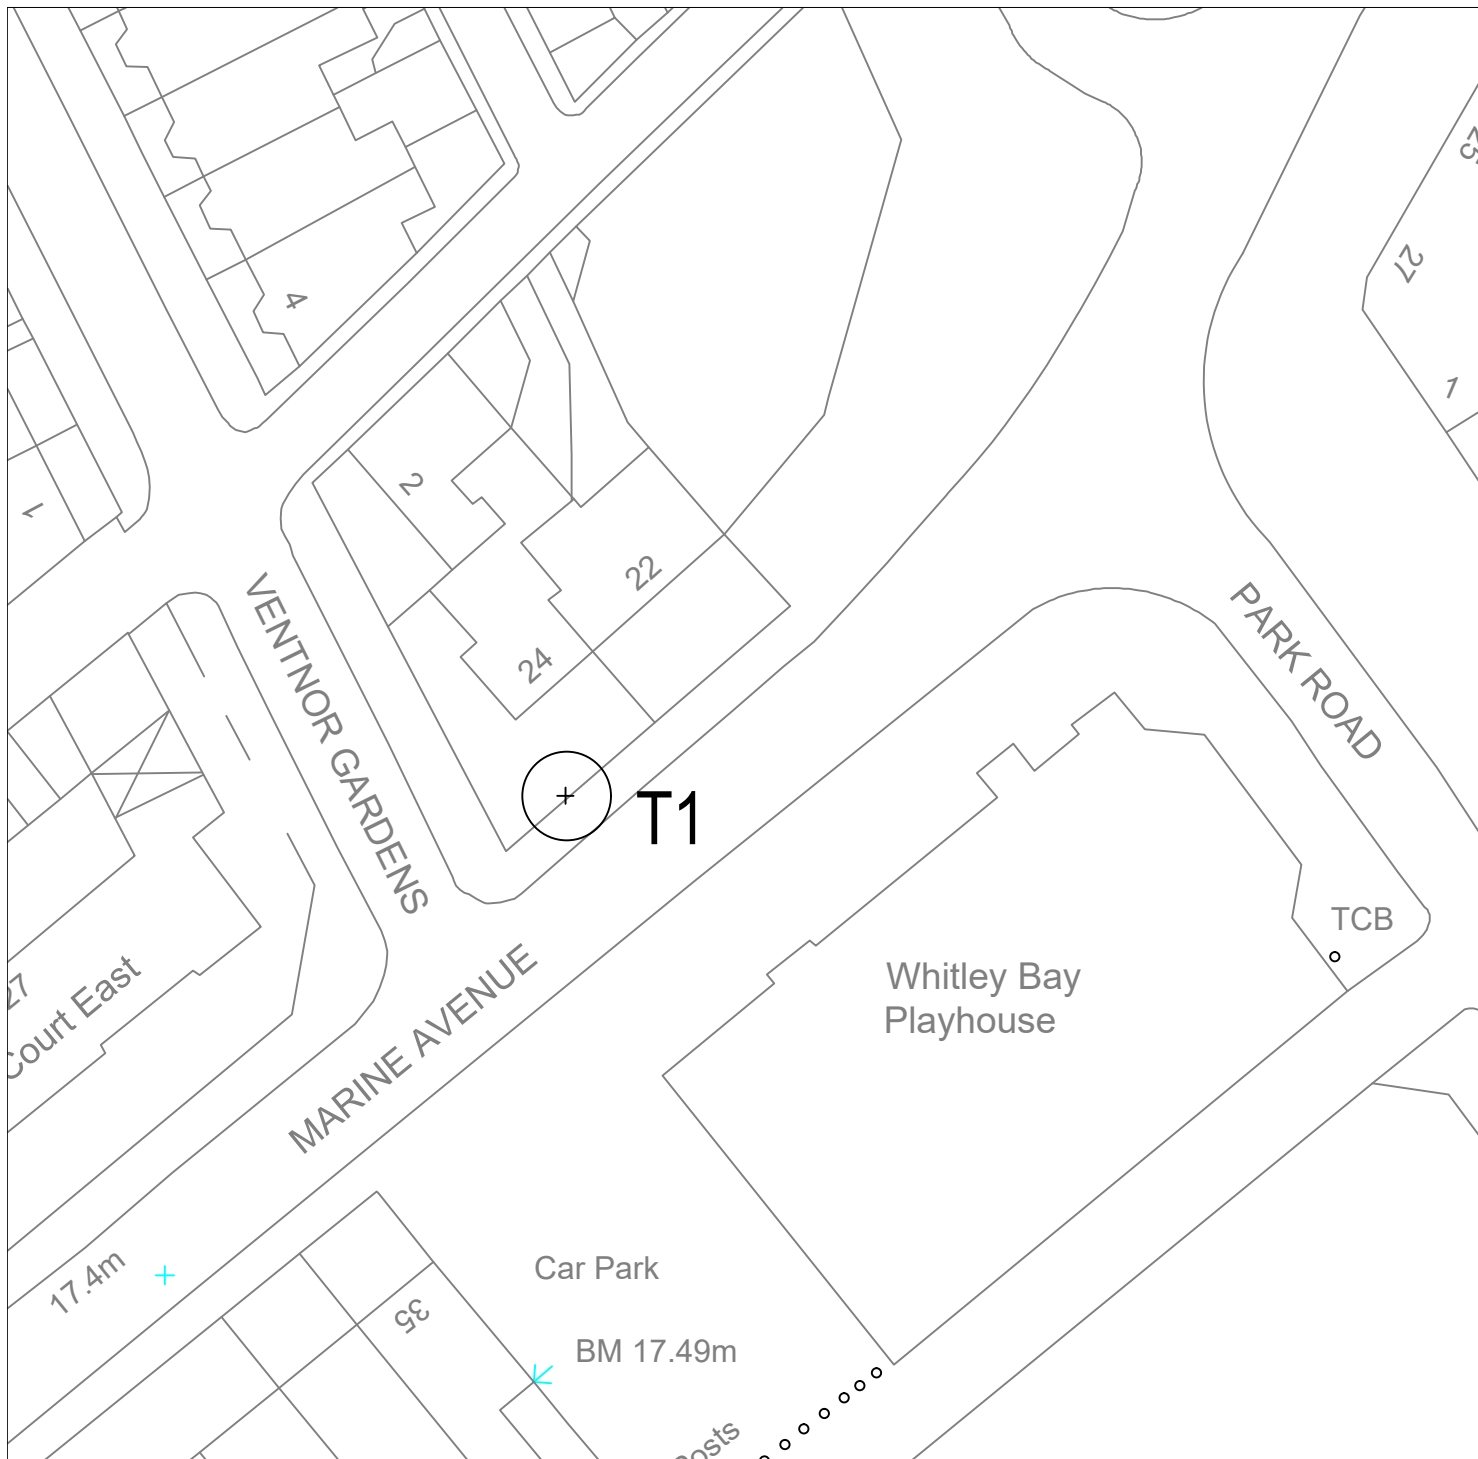 27
4
1
2
1
22
VENTNOR GARDENS
PARK ROAD
24
T1
TCB
Whitley Bay
Playhouse
27
Court East
MARINE AVENUE
17.4m
Car Park
35
BM 17.49m
Posts